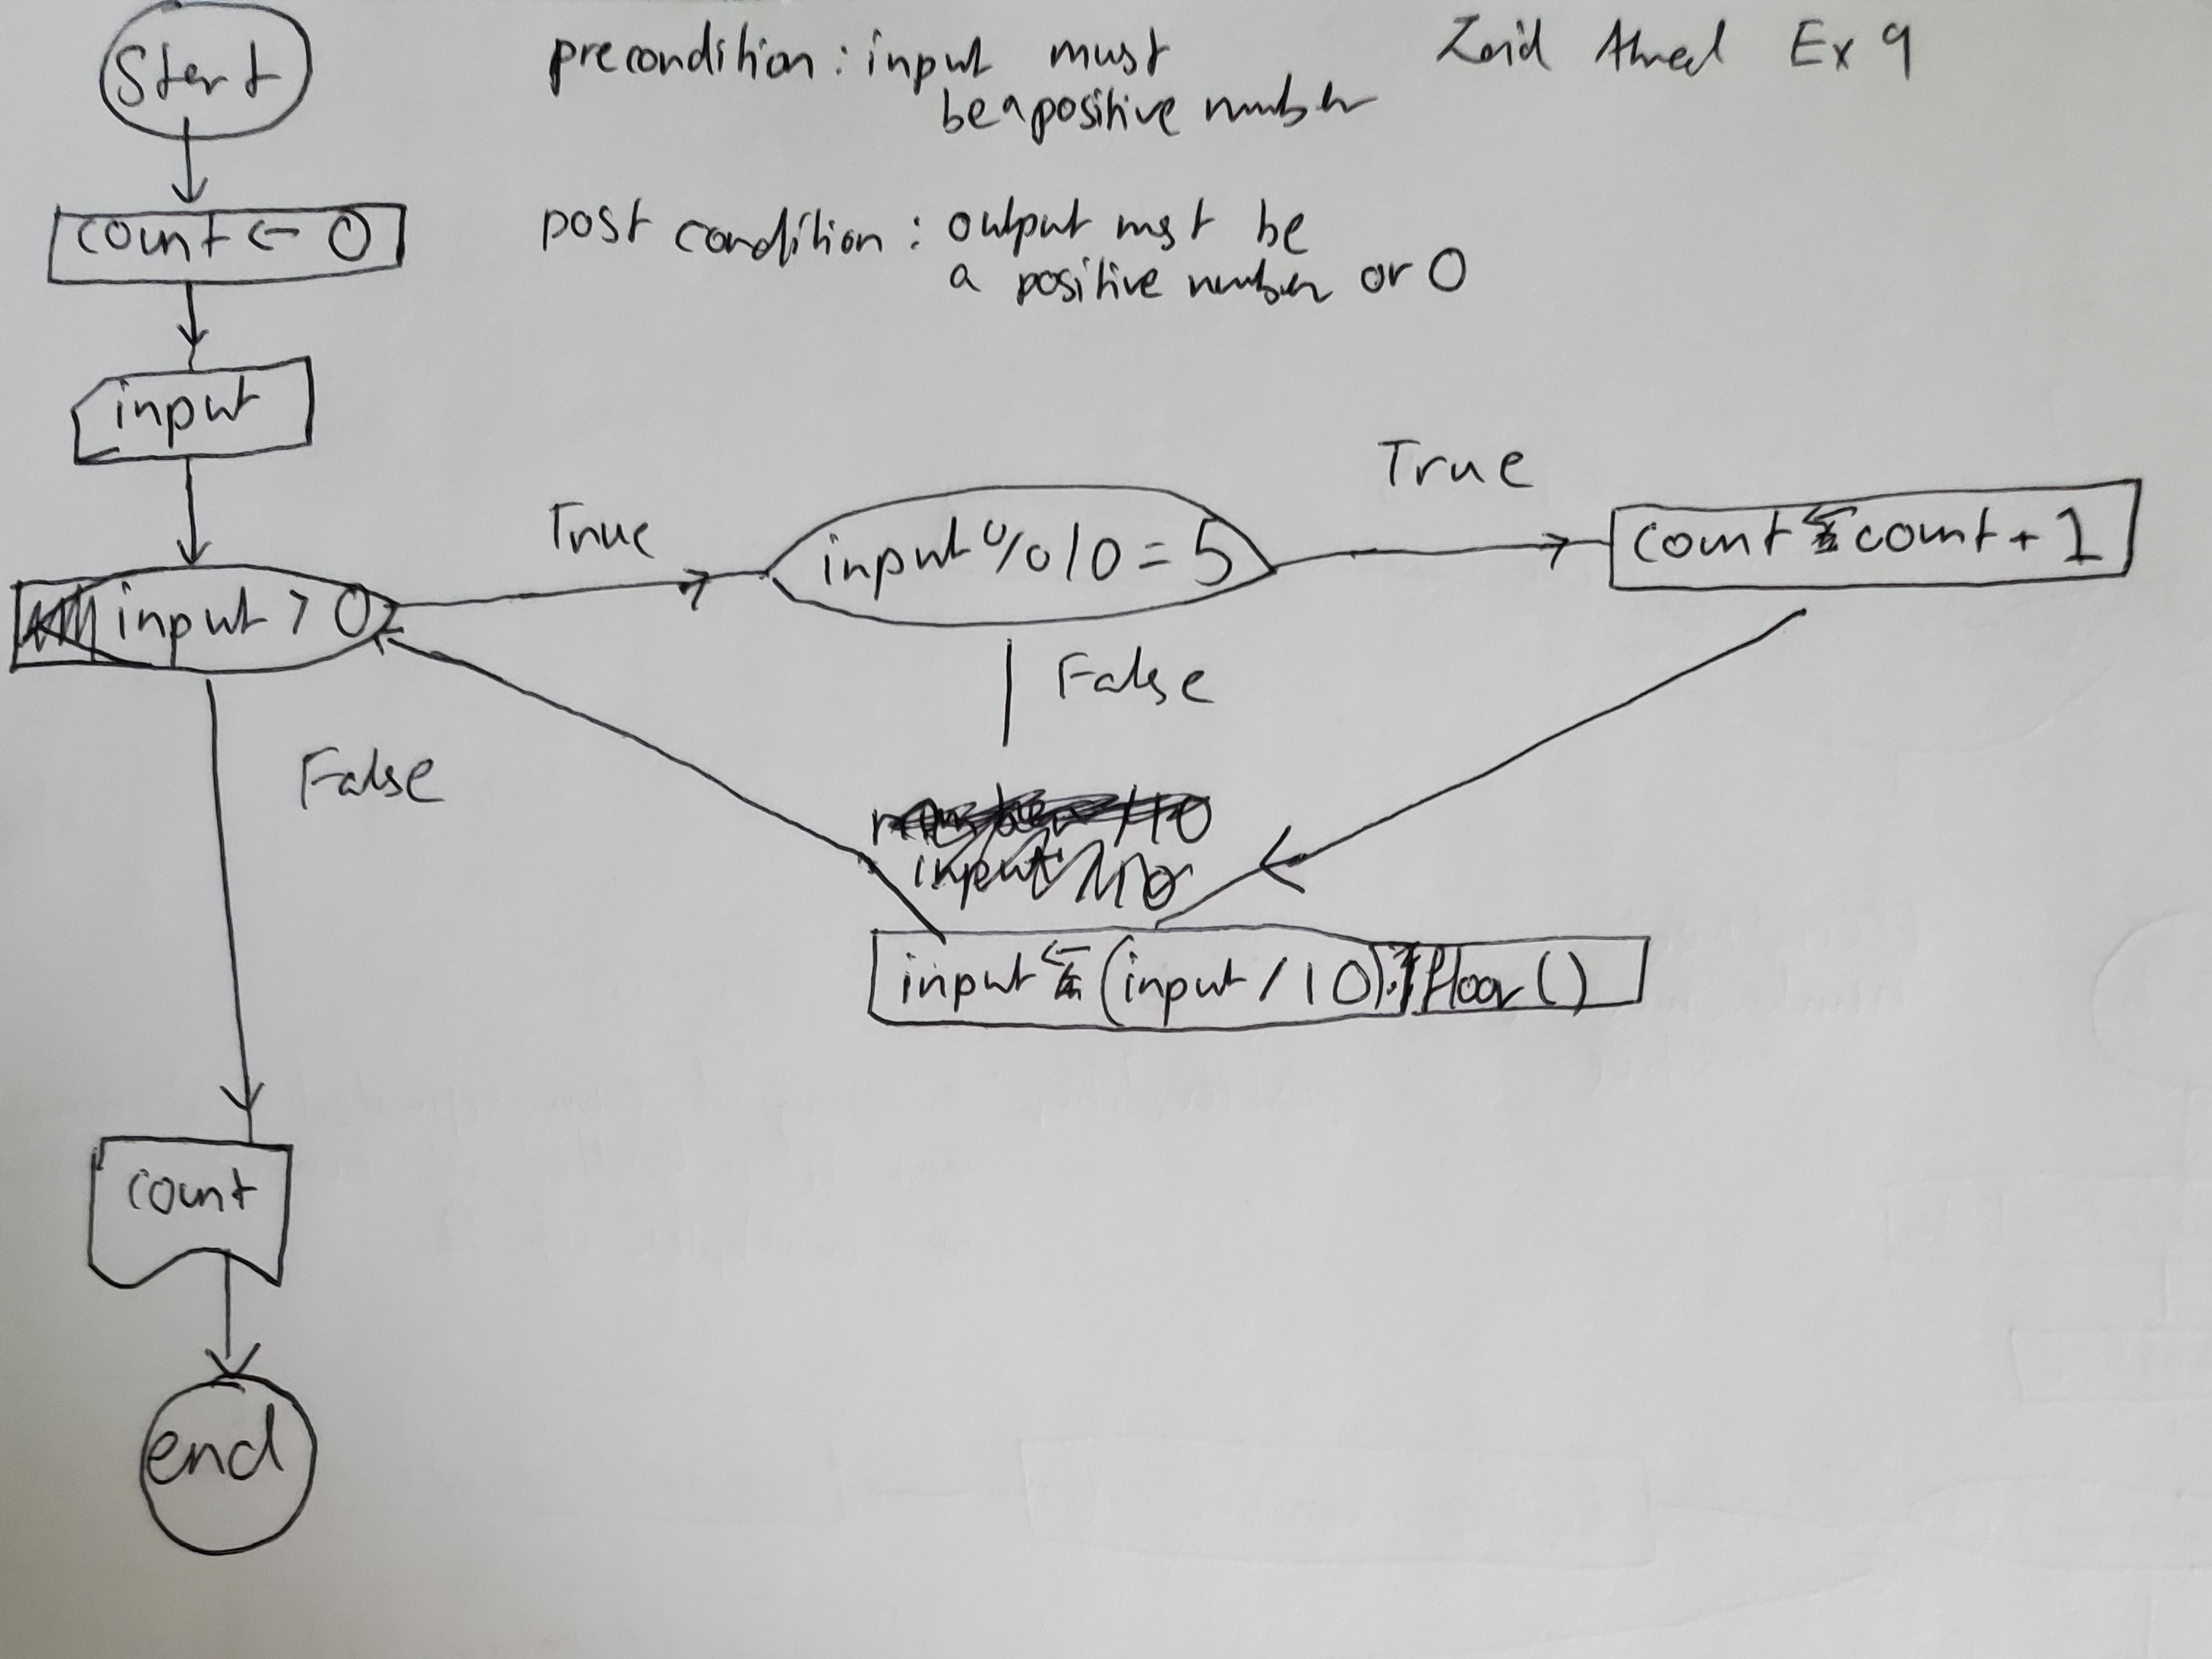 Start
precondition: input must
be a positive number
Zaid Ahmed Ex 9
count ← 0
post condition: output must be
a positive number or 0
input
True
True
input > 0
input % 10 = 5
count ← count + 1
False
False
input ← (input / 10).floor()
count
end